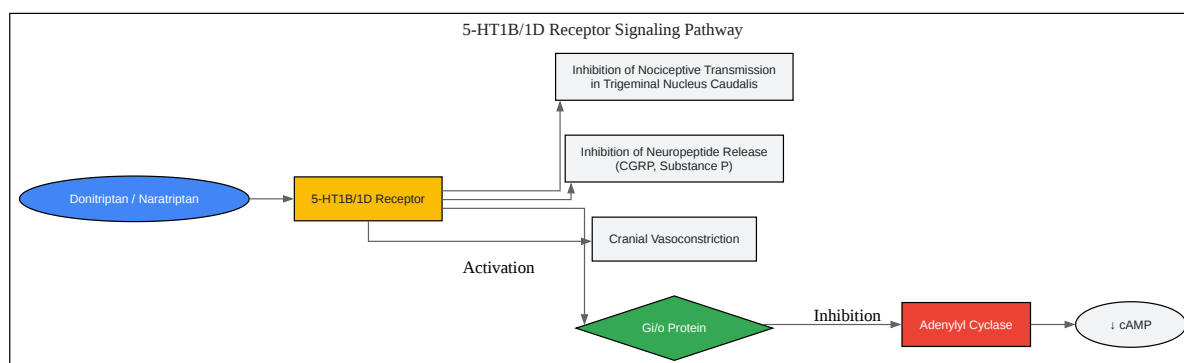 5-HT1B/1D Receptor Signaling Pathway
Inhibition of Nociceptive Transmission
in Trigeminal Nucleus Caudalis
Inhibition of Neuropeptide Release
(CGRP, Substance P)
Donitriptan / Naratriptan
5-HT1B/1D Receptor
Cranial Vasoconstriction
Activation
Gi/o Protein
Inhibition
Adenylyl Cyclase
↓ cAMP